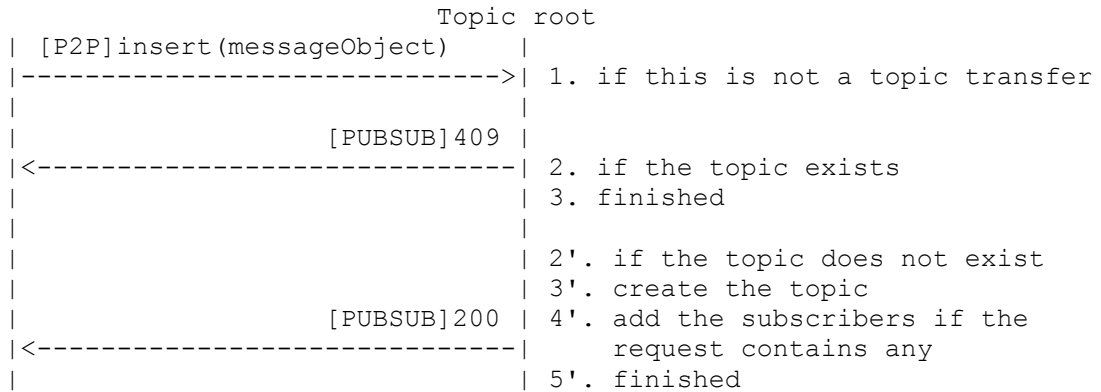 Topic root
| [P2P]insert(messageObject)    |
|------------------------------>| 1. if this is not a topic transfer
|                               |
|                   [PUBSUB]409 |
|<------------------------------| 2. if the topic exists
|                               | 3. finished
|                               |
|                               | 2'. if the topic does not exist
|                               | 3'. create the topic
|                   [PUBSUB]200 | 4'. add the subscribers if the
|<------------------------------|     request contains any
|                               | 5'. finished